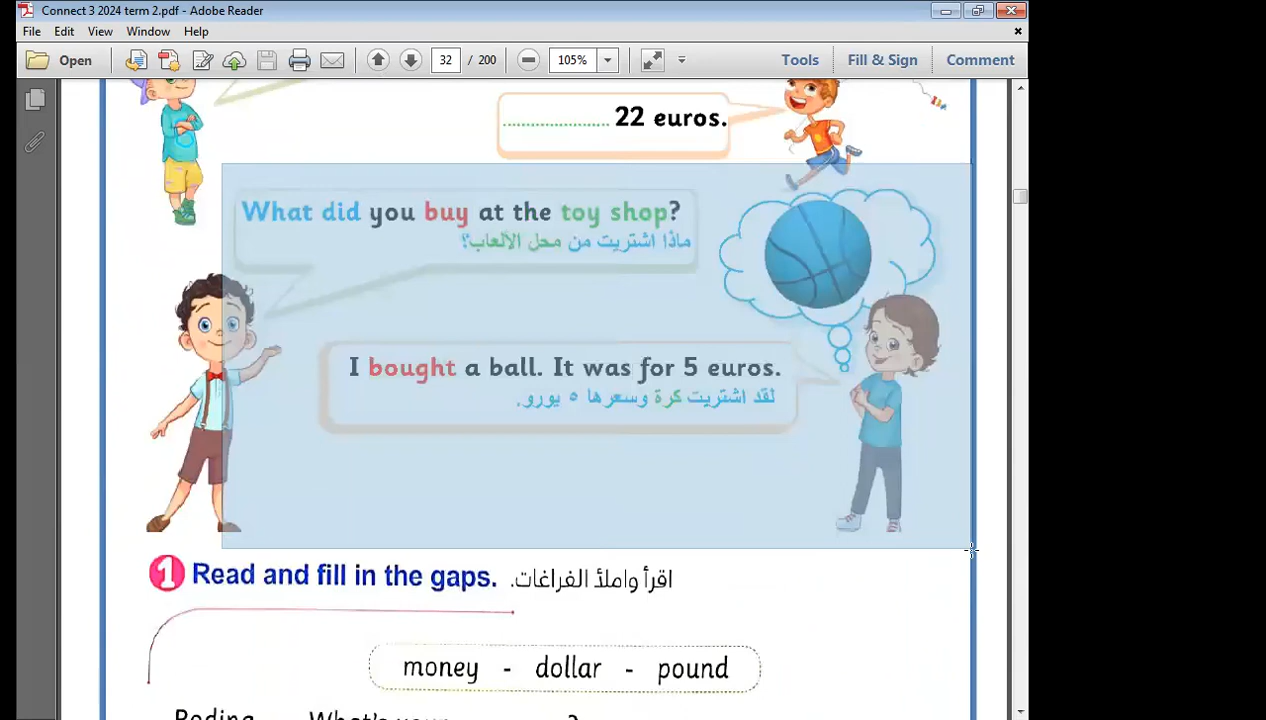 Connect 3 2024 term 2.pdf - Adobe Reader
File Edit View Window Help
Open 32 / 200 105% Tools Fill & Sign Comment
.................... 22 euros.
What did you buy at the toy shop?
ماذا اشتريت من محل الألعاب؟
I bought a ball. It was for 5 euros.
لقد اشتريت كرة وسعرها ٥ يورو.
1 Read and fill in the gaps. اقرأ واملأ الفراغات.
money - dollar - pound